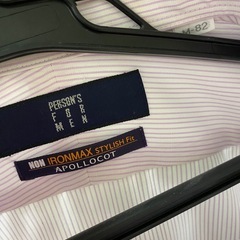 M-82
PERSON'S
FOR
MEN
NON IRONMAX STYLISH Fit
APOLLOCOT